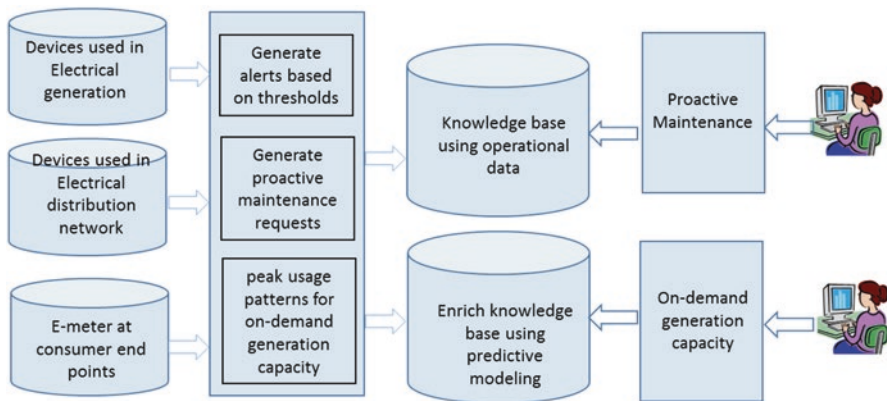 Devices used in
Electrical
generation
Devices used in
Electrical
distribution
network
E-meter at
consumer end
points
Generate
alerts based
on thresholds
Generate
proactive
maintenance
requests
peak usage
patterns for
on-demand
generation
capacity
Knowledge base
using operational
data
Enrich knowledge
base using
predictive
modeling
Proactive
Maintenance
On-demand
generation
capacity